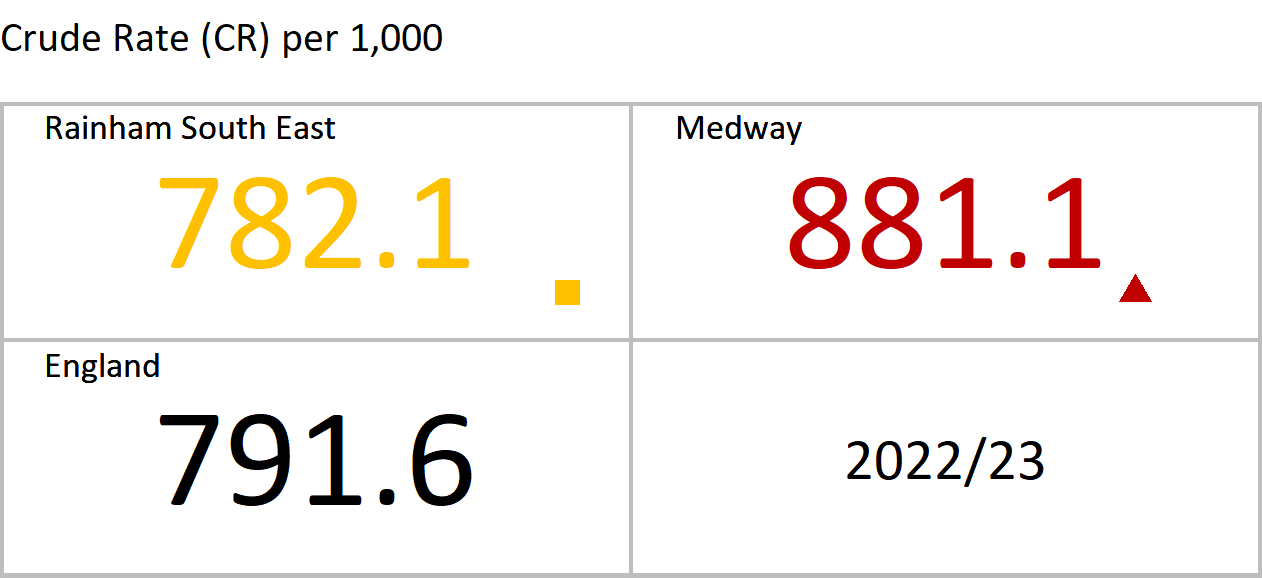 Crude Rate (CR) per 1,000
Rainham South East
782.1
Medway
881.1
England
791.6
2022/23